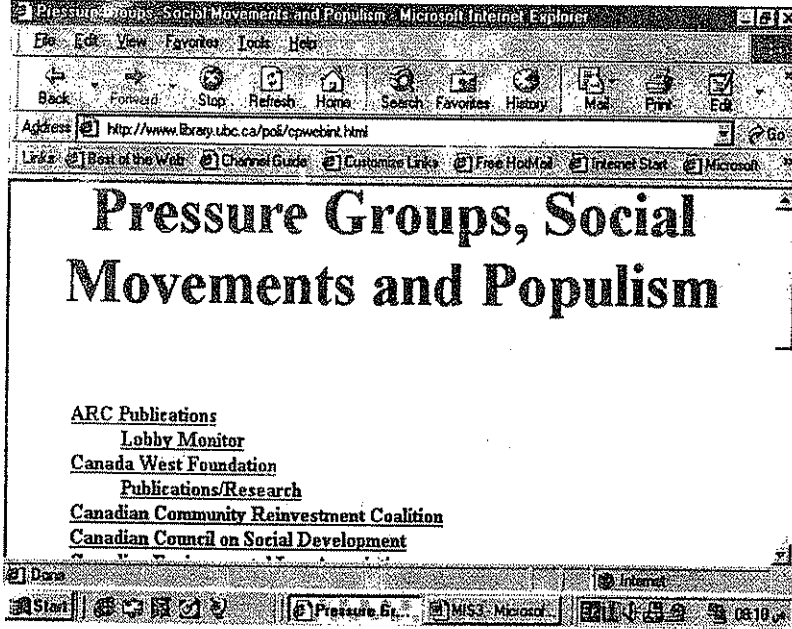 Pressure Groups, Social Movements and Populism - Microsoft Internet Explorer
File Edit View Favorites Tools Help
Back Forward Stop Refresh Home Search Favorites History Mail Print Edit
Address http://www.library.ubc.ca/poli/cpwebint.html Go
Links Best of the Web Channel Guide Customize Links Free HotMail Internet Start Microsoft
Pressure Groups, Social
Movements and Populism
ARC Publications
Lobby Monitor
Canada West Foundation
Publications/Research
Canadian Community Reinvestment Coalition
Canadian Council on Social Development
Done Internet
Start Pressure Gr... MIS3 - Microsof... 08:10